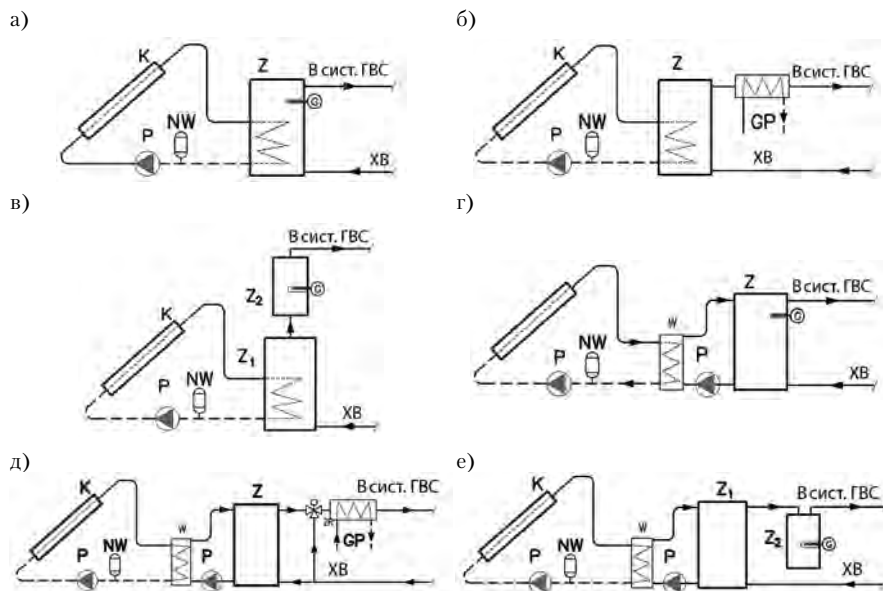 а)
K
Z
В сист. ГВС
G
P
NW
ХВ
б)
Z
В сист. ГВС
GP
P
NW
ХВ
в)
В сист. ГВС
Z2
G
K
Z1
P
NW
ХВ
г)
Z
В сист. ГВС
W
G
P
NW
P
ХВ
д)
K
Z
В сист. ГВС
W
GP
P
NW
P
ХВ
е)
Z1
В сист. ГВС
W
Z2
G
P
NW
P
ХВ